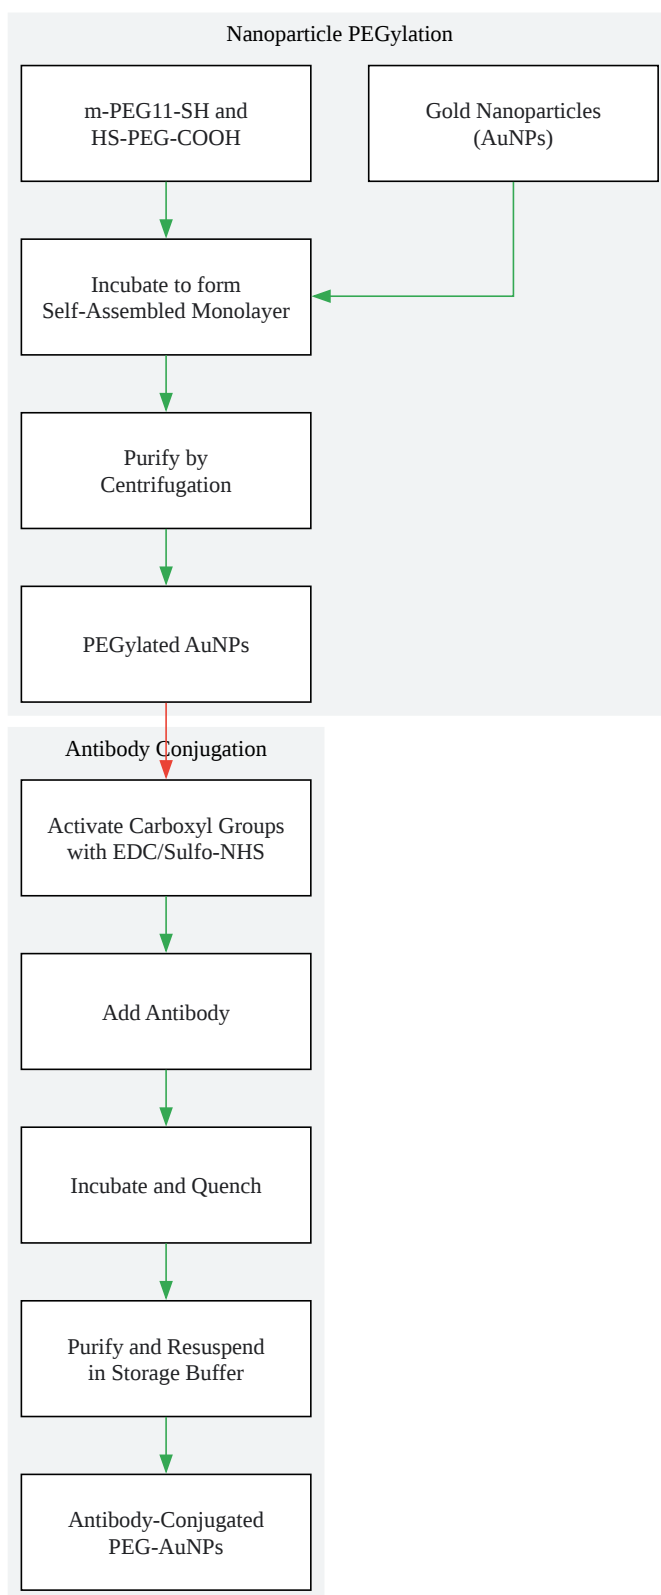 Nanoparticle PEGylation
m-PEG11-SH and
HS-PEG-COOH
Gold Nanoparticles
(AuNPs)
Incubate to form
Self-Assembled Monolayer
Purify by
Centrifugation
PEGylated AuNPs
Antibody Conjugation
Activate Carboxyl Groups
with EDC/Sulfo-NHS
Add Antibody
Incubate and Quench
Purify and Resuspend
in Storage Buffer
Antibody-Conjugated
PEG-AuNPs